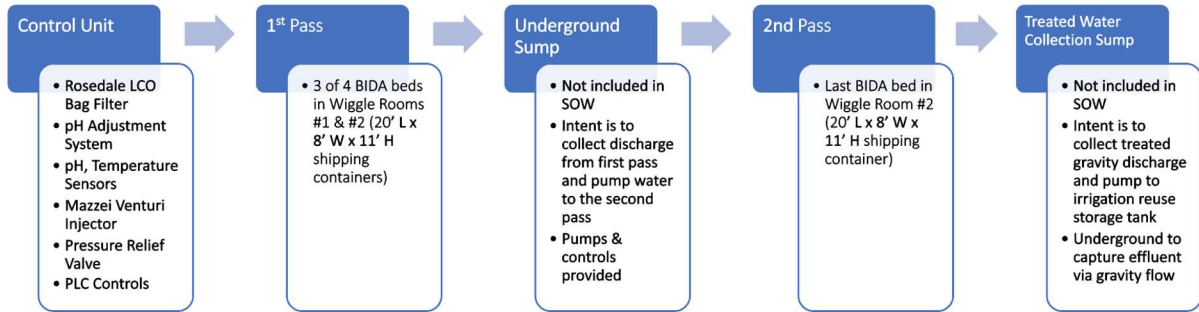 Control Unit
• Rosedale LCO
Bag Filter
• pH Adjustment
System
• pH, Temperature
Sensors
• Mazzei Venturi
Injector
• Pressure Relief
Valve
• PLC Controls
1st Pass
• 3 of 4 BIDA beds
in Wiggle Rooms
#1 & #2 (20’ L x
8’ W x 11’ H
shipping
containers)
Underground
Sump
• Not included in
SOW
• Intent is to
collect discharge
from first pass
and pump water
to the second
pass
• Pumps &
controls
provided
2nd Pass
• Last BIDA bed in
Wiggle Room #2
(20’ L x 8’ W x
11’ H shipping
container)
Treated Water
Collection Sump
• Not included in
SOW
• Intent is to
collect treated
gravity discharge
and pump to
irrigation reuse
storage tank
• Underground to
capture effluent
via gravity flow